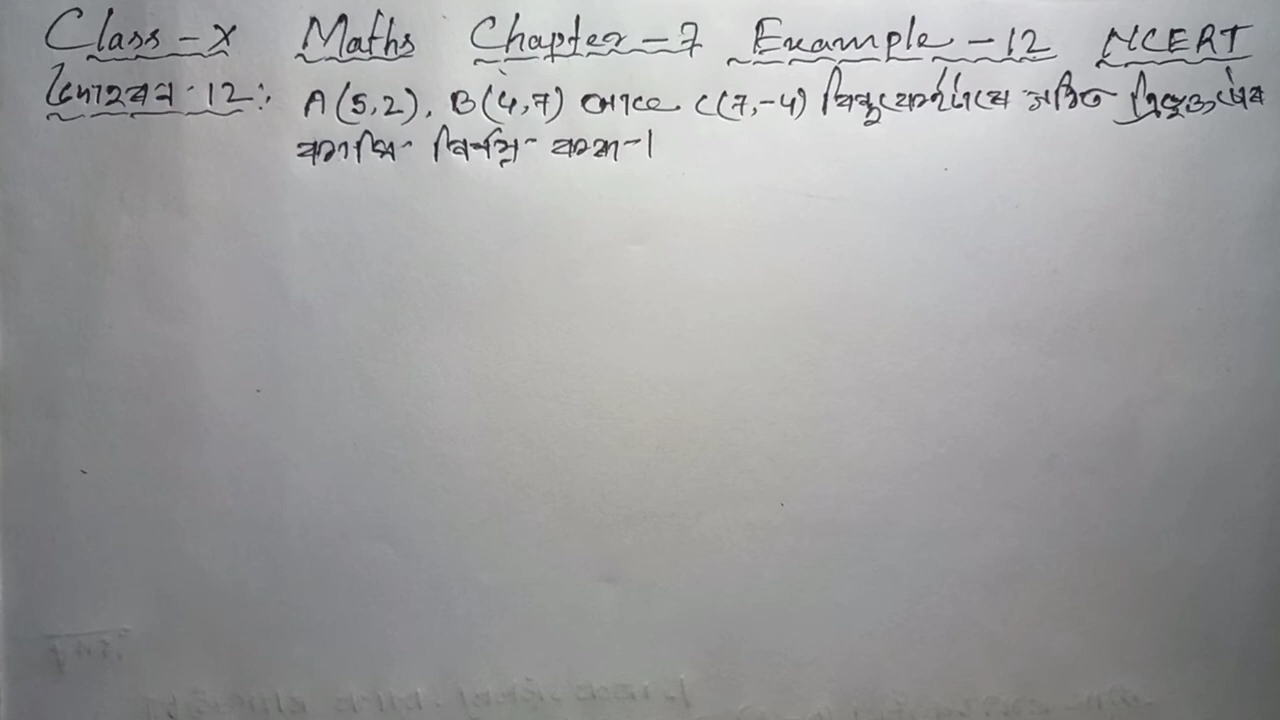 Class - X Maths Chapter - 7 Example - 12 NCERT
উদাহৰণ 12: A(5,2), B(4,7) আৰু C(7,-4) বিন্দু কেইটাৰে গঠিত ত্ৰিভুজটোৰ
কালি নিৰ্ণয় কৰা।